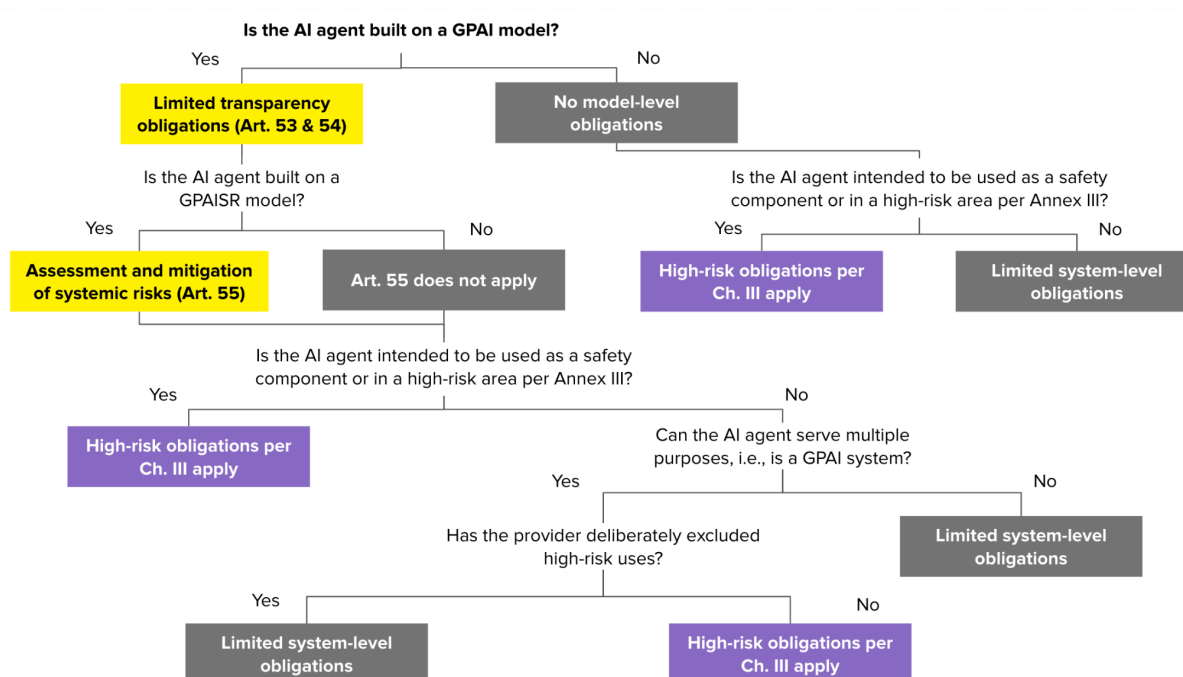 Is the AI agent built on a GPAI model?
Yes
No
Limited transparency
obligations (Art. 53 & 54)
No model-level
obligations
Is the AI agent built on a
GPAISR model?
Is the AI agent intended to be used as a safety
component or in a high-risk area per Annex III?
Yes
No
Yes
No
Assessment and mitigation
of systemic risks (Art. 55)
Art. 55 does not apply
High-risk obligations per
Ch. III apply
Limited system-level
obligations
Is the AI agent intended to be used as a safety
component or in a high-risk area per Annex III?
Yes
No
High-risk obligations per
Ch. III apply
Can the AI agent serve multiple
purposes, i.e., is a GPAI system?
Yes
No
Has the provider deliberately excluded
high-risk uses?
Limited system-level
obligations
Yes
No
Limited system-level
obligations
High-risk obligations per
Ch. III apply